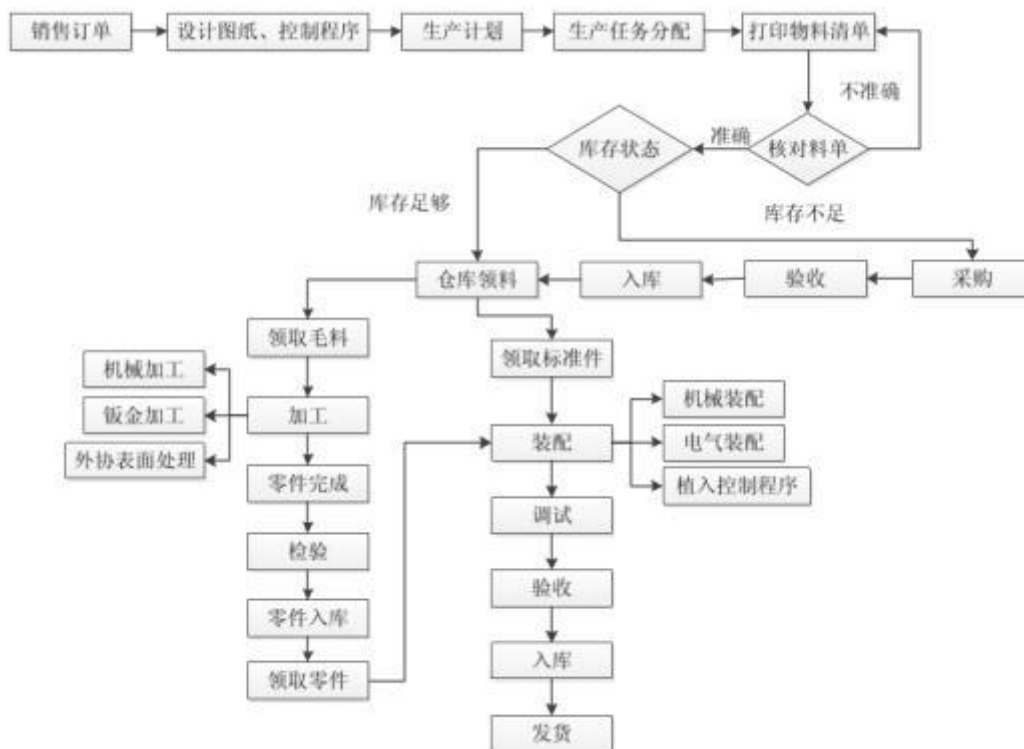 销售订单
设计图纸、控制程序
生产计划
生产任务分配
打印物料清单
不准确
准确
库存状态
核对料单
库存足够
库存不足
仓库领料
入库
验收
采购
领取毛料
领取标准件
机械加工
钣金加工
外协表面处理
加工
装配
机械装配
电气装配
植入控制程序
零件完成
调试
检验
验收
零件入库
入库
领取零件
发货